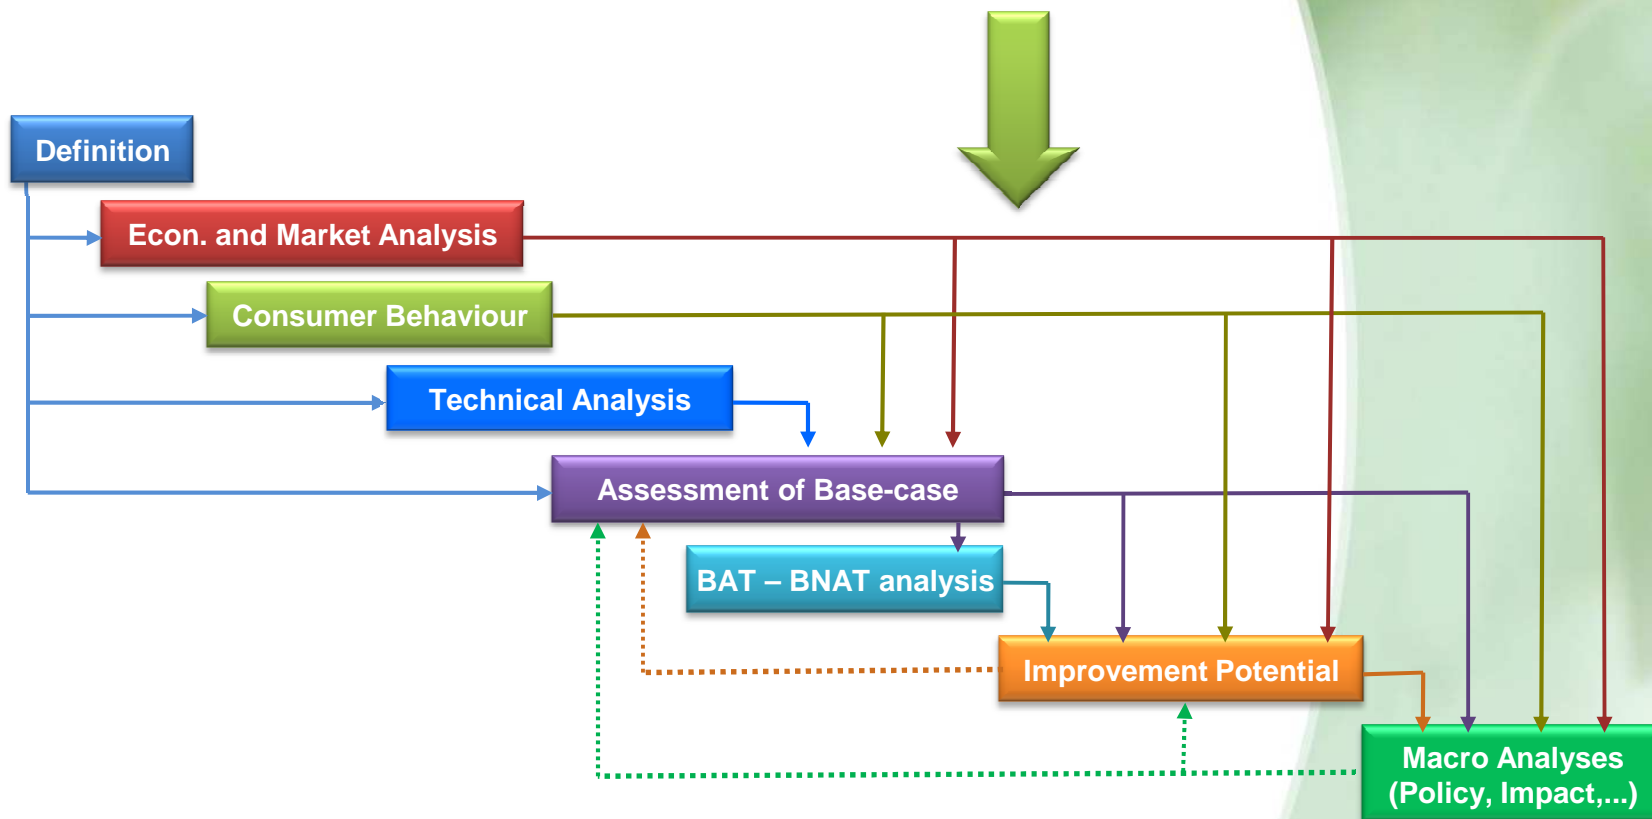 Definition
Econ. and Market Analysis
Consumer Behaviour
Technical Analysis
Assessment of Base-case
BAT – BNAT analysis
Improvement Potential
Macro Analyses
(Policy, Impact,...)